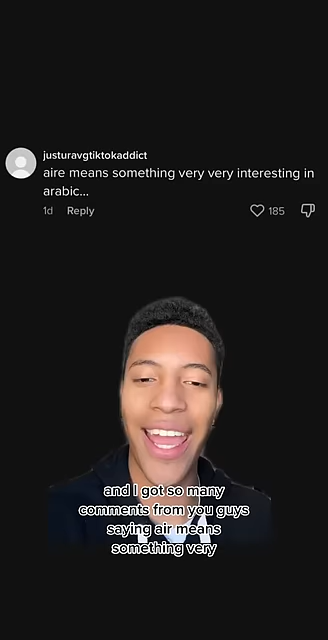 justuravgtiktokaddict
aire means something very very interesting in
arabic...
1d Reply 185
and I got so many
comments from you guys
saying air means
something very